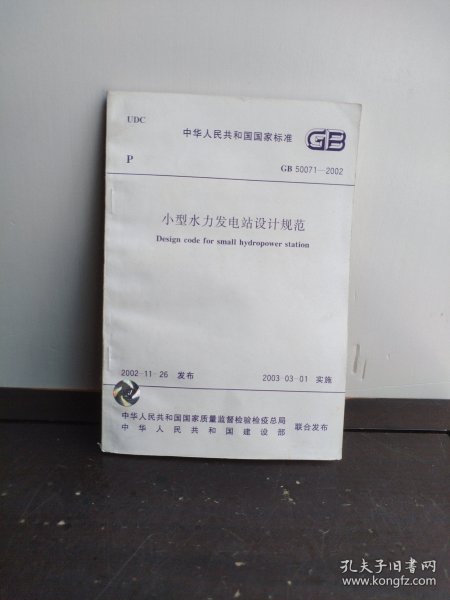 UDC
中华人民共和国国家标准 GB
P
GB 50071—2002
小型水力发电站设计规范
Design code for small hydropower station
2002-11-26 发布
2003-03-01 实施
中华人民共和国国家质量监督检验检疫总局
中华人民共和国建设部
联合发布
孔夫子旧书网
www.kongfz.com